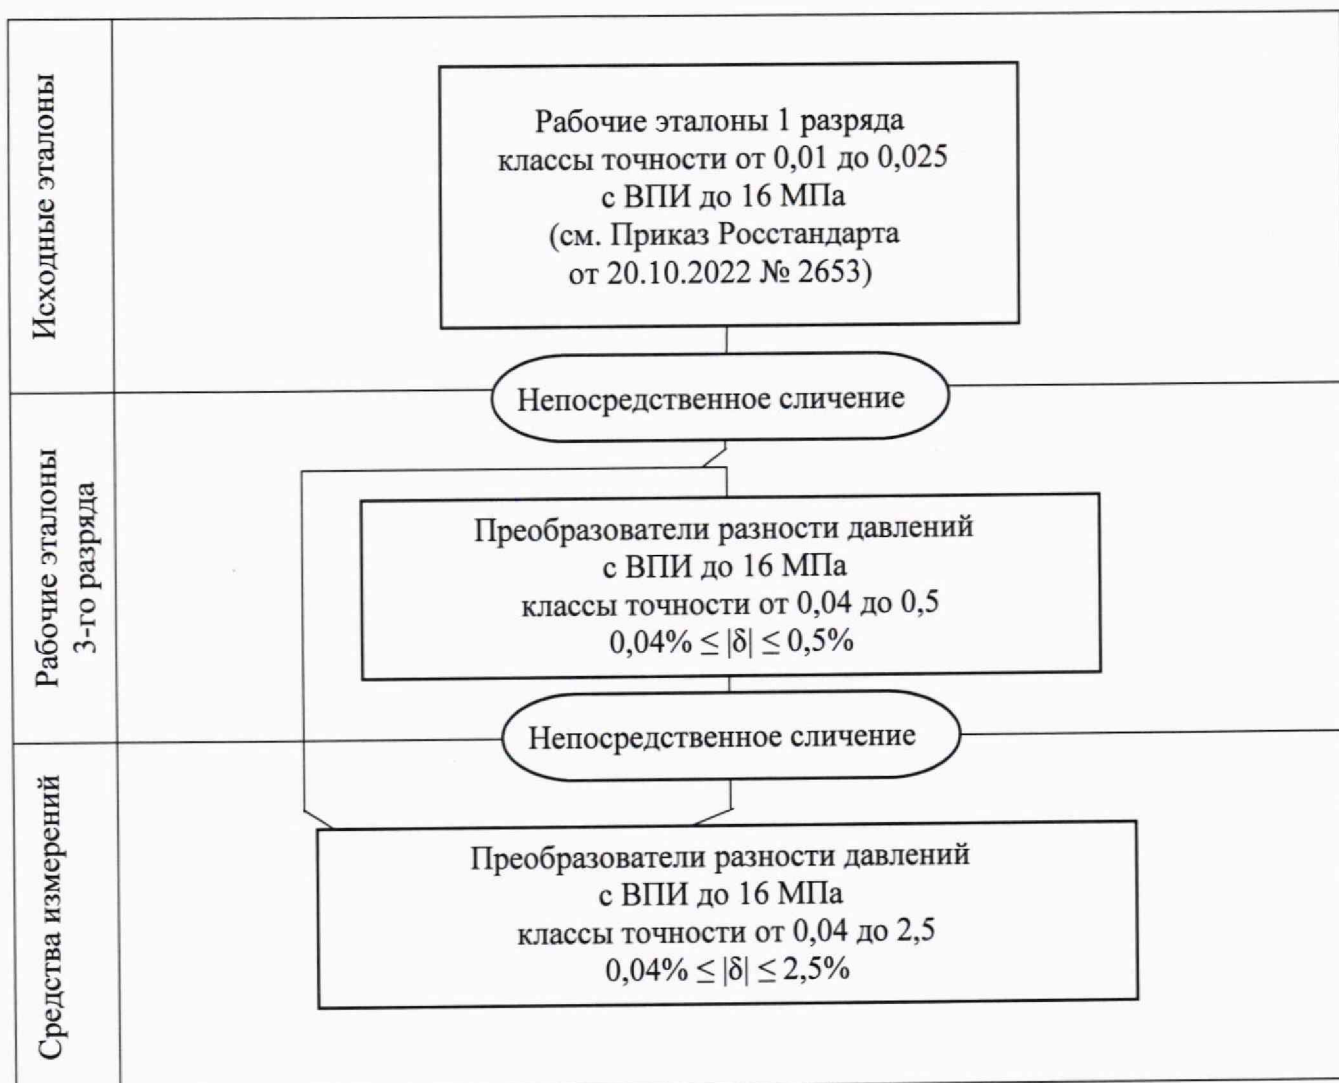 Исходные эталоны
Рабочие эталоны 1 разряда
классы точности от 0,01 до 0,025
с ВПИ до 16 МПа
(см. Приказ Росстандарта
от 20.10.2022 № 2653)
Непосредственное сличение
Рабочие эталоны
3-го разряда
Преобразователи разности давлений
с ВПИ до 16 МПа
классы точности от 0,04 до 0,5
0,04% ≤ |δ| ≤ 0,5%
Непосредственное сличение
Средства измерений
Преобразователи разности давлений
с ВПИ до 16 МПа
классы точности от 0,04 до 2,5
0,04% ≤ |δ| ≤ 2,5%